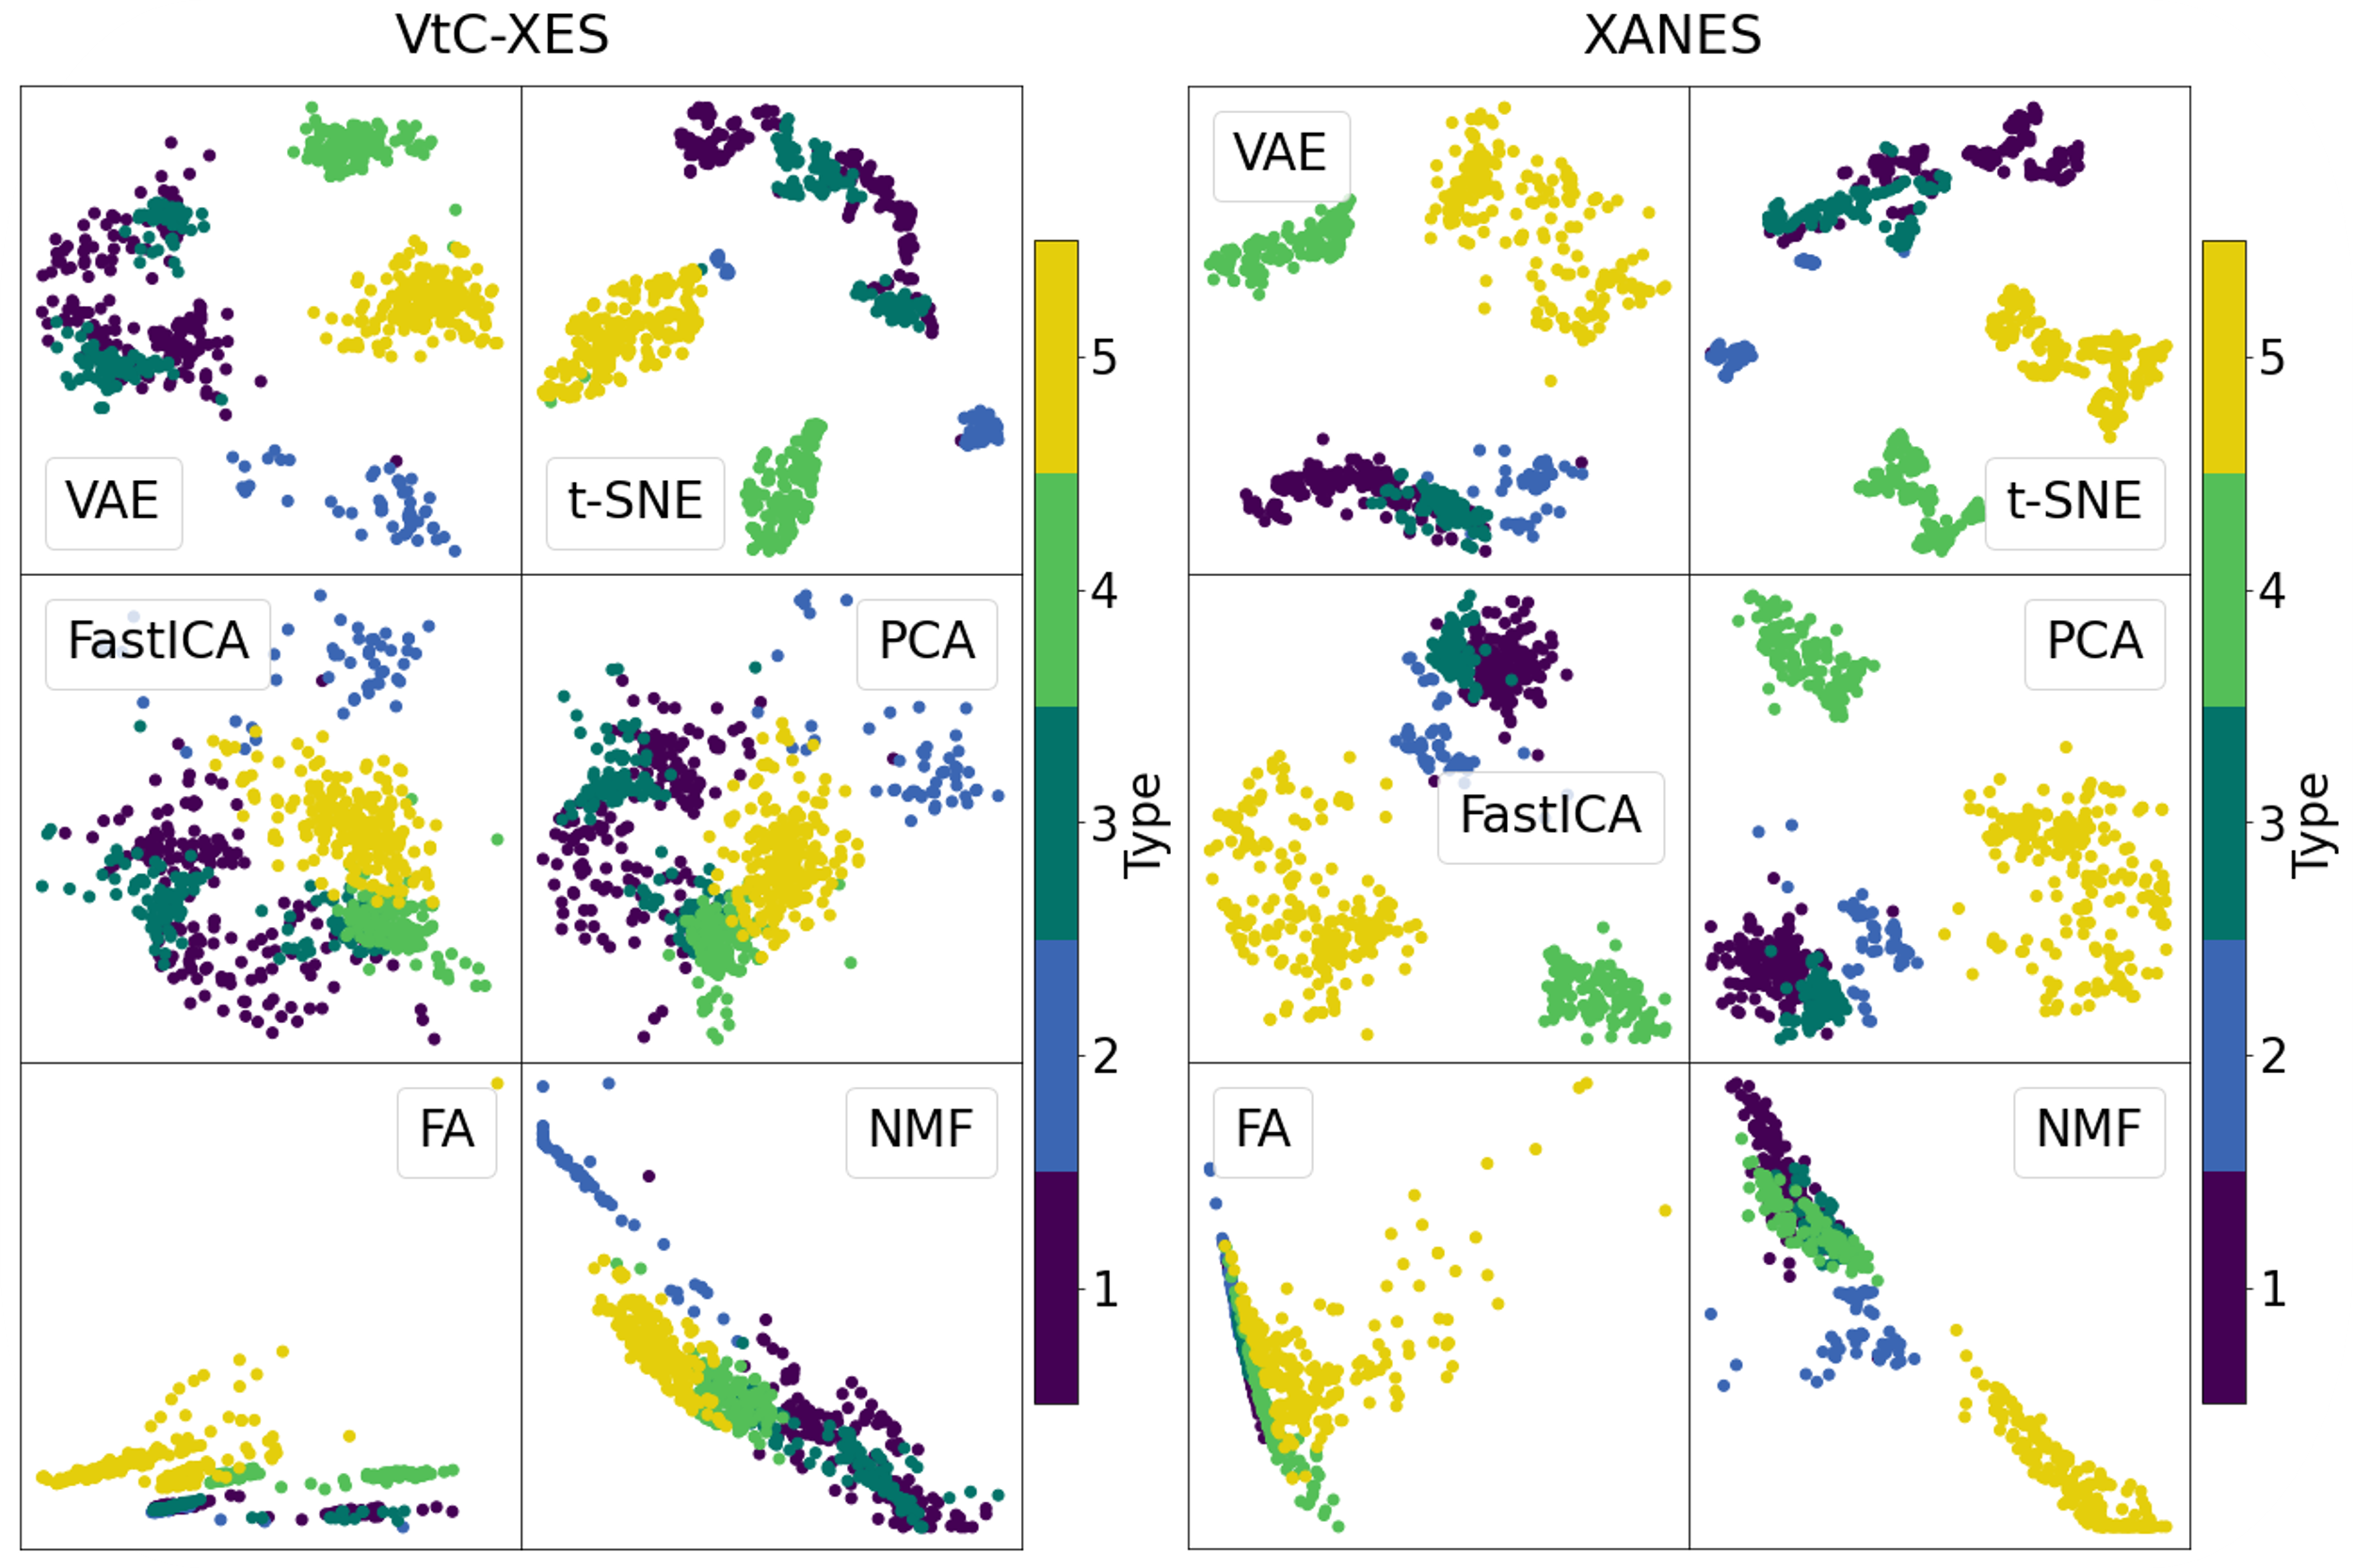 VtC-XES
XANES
VAE
t-SNE
FastICA
PCA
FA
NMF
5
4
3
2
1
Type
VAE
t-SNE
FastICA
PCA
FA
NMF
5
4
3
2
1
Type